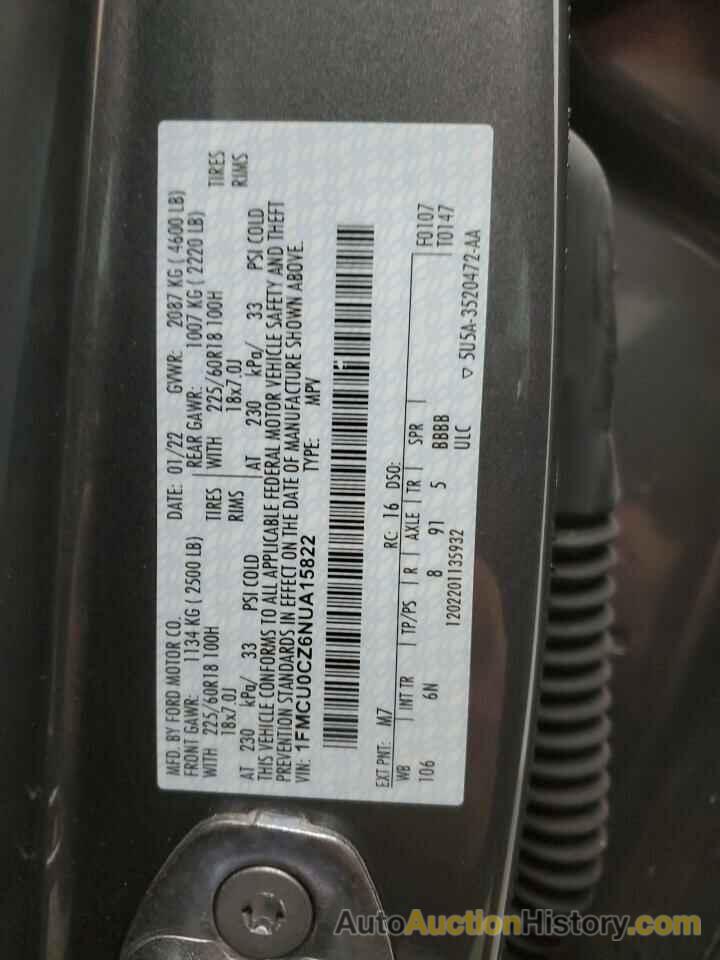 MFD. BY FORD MOTOR CO. DATE: 01/22 GVWR: 2087 KG ( 4600 LB)
FRONT GAWR: 1134 KG ( 2500 LB) REAR GAWR: 1007 KG ( 2220 LB)
WITH 225/60R18 100H TIRES WITH 225/60R18 100H TIRES
18x7.0J RIMS 18x7.0J RIMS
AT 230 kPa/ 33 PSI COLD AT 230 kPa/ 33 PSI COLD
THIS VEHICLE CONFORMS TO ALL APPLICABLE FEDERAL MOTOR VEHICLE SAFETY AND THEFT
PREVENTION STANDARDS IN EFFECT ON THE DATE OF MANUFACTURE SHOWN ABOVE.
VIN: 1FMCU0CZ6NUA15822 TYPE: MPV
EXT PNT: M7 RC: 16 DSO: F0107
WB INT TR TP/PS R AXLE TR SPR T0147
106 6N 8 91 5 BBBB
ULC
1202201135932 5U5A-3520472-AA
AutoAuctionHistory.com